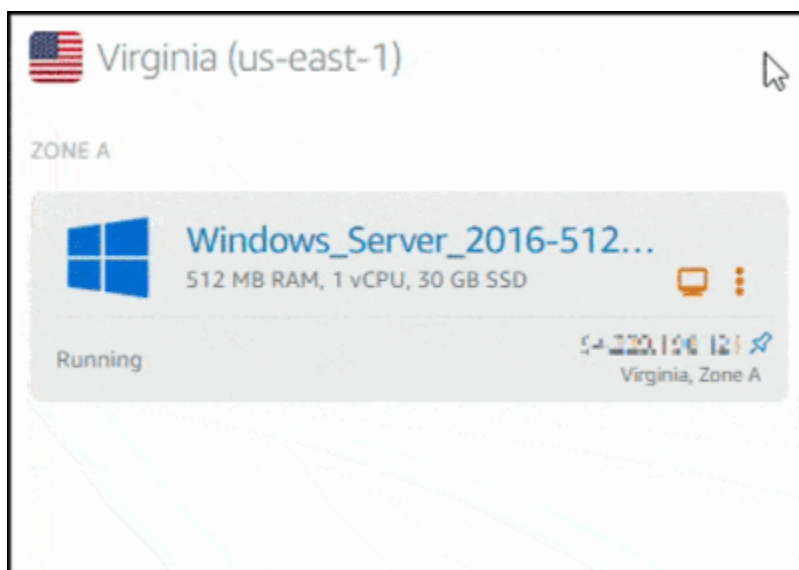 Virginia (us-east-1)
ZONE A
Windows_Server_2016-512...
512 MB RAM, 1 vCPU, 30 GB SSD
Running
Virginia, Zone A